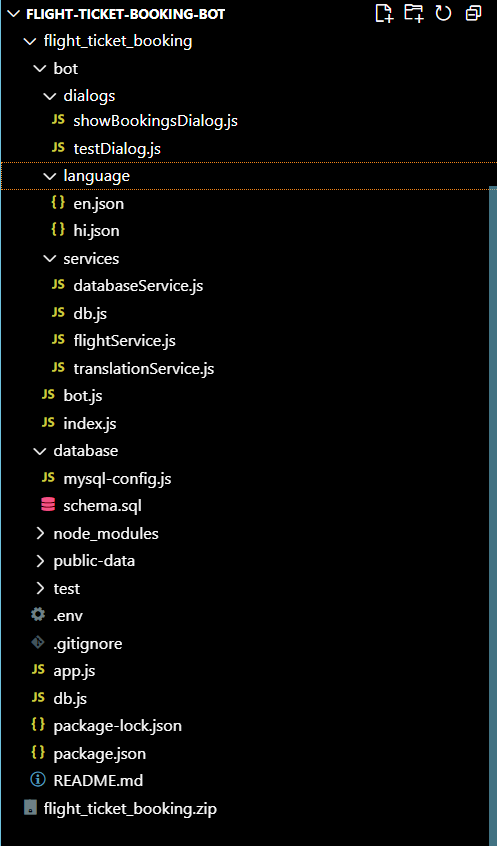 FLIGHT-TICKET-BOOKING-BOT
flight_ticket_booking
bot
dialogs
JS showBookingsDialog.js
JS testDialog.js
language
{} en.json
{} hi.json
services
JS databaseService.js
JS db.js
JS flightService.js
JS translationService.js
JS bot.js
JS index.js
database
JS mysql-config.js
schema.sql
node_modules
public-data
test
.env
.gitignore
JS app.js
JS db.js
{} package-lock.json
{} package.json
README.md
flight_ticket_booking.zip